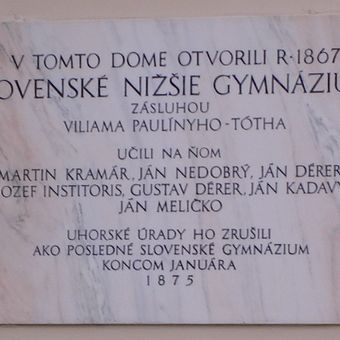 V TOMTO DOME OTVORILI R·1867
OVENSKÉ NIŽŠIE GYMNÁZIU
ZÁSLUHOU
VILIAMA PAULÍNYHO-TÓTHA
UČILI NA ŇOM
MARTIN KRAMÁR, JÁN NEDOBRÝ, JÁN DÉRER
OZEF INSTITORIS, GUSTAV DÉRER, JÁN KADAVÝ
JÁN MELIČKO
UHORSKÉ ÚRADY HO ZRUŠILI
AKO POSLEDNÉ SLOVENSKÉ GYMNÁZIUM
KONCOM JANUÁRA
1875